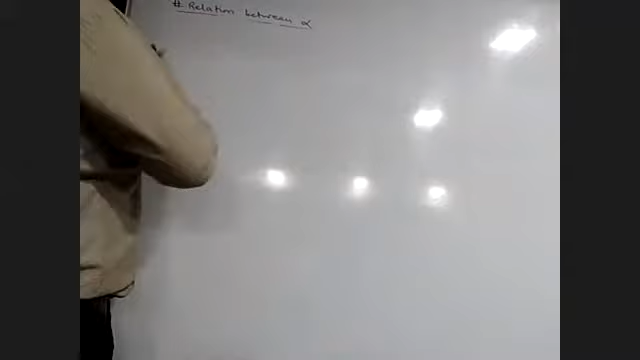 # Relation between α